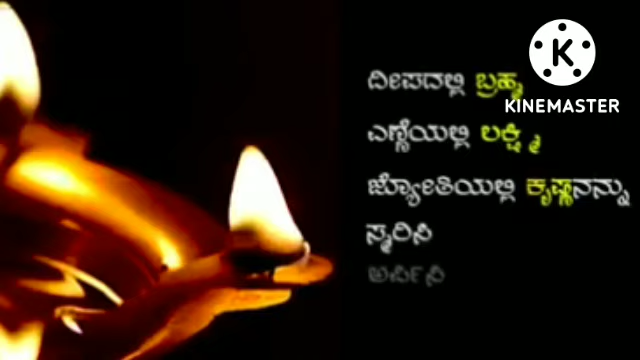 KINEMASTER
ದೀಪದಲ್ಲಿ ಬ್ರಹ್ಮ
ಎಣ್ಣೆಯಲ್ಲಿ ಲಕ್ಷ್ಮಿ
ಜ್ಯೋತಿಯಲ್ಲಿ ಕೃಷ್ಣನನ್ನು
ಸ್ಮರಿಸಿ
ಅರ್ಪಿಸಿ